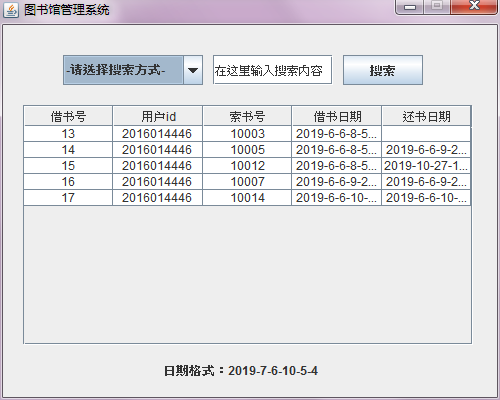 图书馆管理系统
-请选择搜索方式- 在这里输入搜索内容 搜索
借书号 用户id 索书号 借书日期 还书日期
13 2016014446 10003 2019-6-6-8-5...
14 2016014446 10005 2019-6-6-8-5... 2019-6-6-9-2...
15 2016014446 10012 2019-6-6-8-5... 2019-10-27-1...
16 2016014446 10007 2019-6-6-9-2... 2019-6-6-9-2...
17 2016014446 10014 2019-6-6-10-... 2019-6-6-10-...
日期格式：2019-7-6-10-5-4